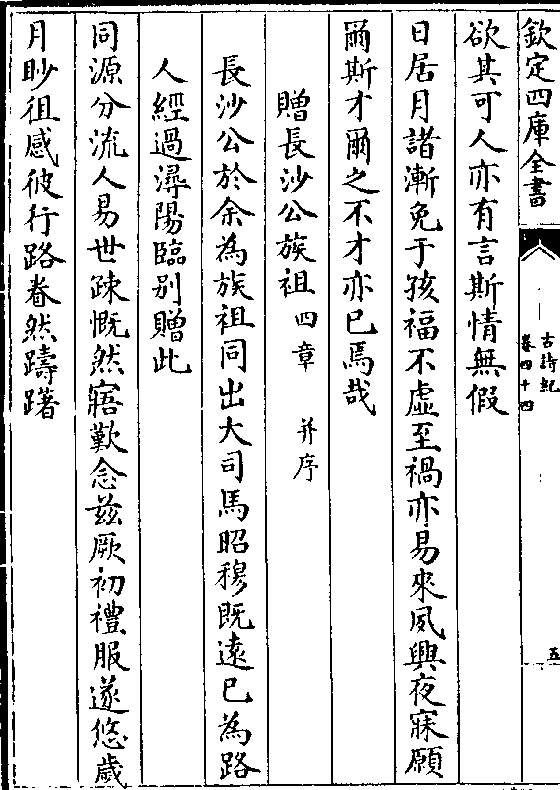 欽定四庫全書
古詩紀
卷四十四
五
欲其可人亦有言斯情無假
日居月諸漸免于孩福不虚至禍亦易來夙興夜寐願
爾斯才爾之不才亦已焉哉
贈長沙公族祖 四章 并序
長沙公於余為族祖同出大司馬昭穆既遠已為路
人經過潯陽臨别贈此
同源分流人易世疎慨然寤歎念兹厥初禮服遂悠歲
月眇徂感彼行路眷然躊躇